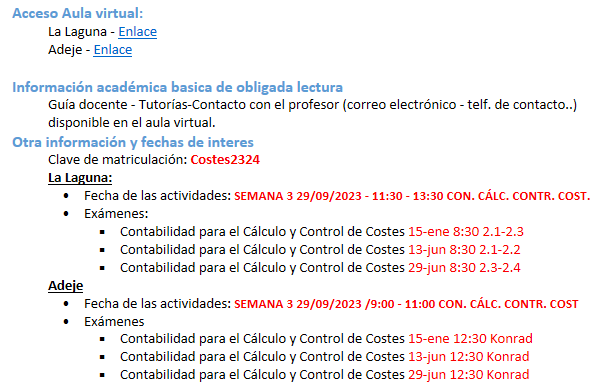 Acceso Aula virtual:
La Laguna - Enlace
Adeje - Enlace
Información académica basica de obligada lectura
Guía docente - Tutorías-Contacto con el profesor (correo electrónico - telf. de contacto..)
disponible en el aula virtual.
Otra información y fechas de interes
Clave de matriculación: Costes2324
La Laguna:
• Fecha de las actividades: SEMANA 3 29/09/2023 - 11:30 - 13:30 CON. CÁLC. CONTR. COST.
• Exámenes:
▪ Contabilidad para el Cálculo y Control de Costes 15-ene 8:30 2.1-2.3
▪ Contabilidad para el Cálculo y Control de Costes 13-jun 8:30 2.1-2.2
▪ Contabilidad para el Cálculo y Control de Costes 29-jun 8:30 2.3-2.4
Adeje
• Fecha de las actividades: SEMANA 3 29/09/2023 /9:00 - 11:00 CON. CÁLC. CONTR. COST
• Exámenes
▪ Contabilidad para el Cálculo y Control de Costes 15-ene 12:30 Konrad
▪ Contabilidad para el Cálculo y Control de Costes 13-jun 12:30 Konrad
▪ Contabilidad para el Cálculo y Control de Costes 29-jun 12:30 Konrad